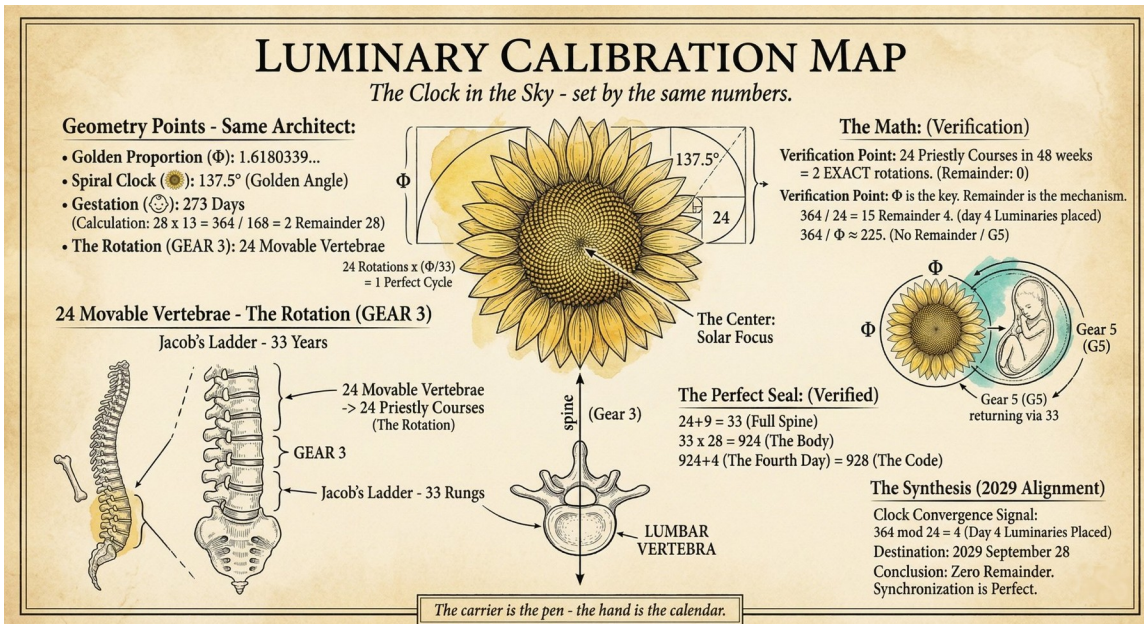 LUMINARY CALIBRATION MAP
The Clock in the Sky - set by the same numbers.
Geometry Points - Same Architect:
• Golden Proportion (Φ): 1.6180339...
• Spiral Clock ( ): 137.5° (Golden Angle)
• Gestation ( ): 273 Days
(Calculation: 28 x 13 = 364 / 168 = 2 Remainder 28)
• The Rotation (GEAR 3): 24 Movable Vertebrae
24 Rotations x (Φ/33)
= 1 Perfect Cycle
Φ
137.5°
24
The Center:
Solar Focus
The Math: (Verification)
Verification Point: 24 Priestly Courses in 48 weeks
= 2 EXACT rotations. (Remainder: 0)
Verification Point: Φ is the key. Remainder is the mechanism.
364 / 24 = 15 Remainder 4. (day 4 Luminaries placed)
364 / Φ ≈ 225. (No Remainder / G5)
Φ
Φ
Gear 5
(G5)
Gear 5 (G5)
returning via 33
24 Movable Vertebrae - The Rotation (GEAR 3)
Jacob's Ladder - 33 Years
24 Movable Vertebrae
-> 24 Priestly Courses
(The Rotation)
GEAR 3
Jacob's Ladder - 33 Rungs
spine
(Gear 3)
LUMBAR
VERTEBRA
The Perfect Seal: (Verified)
24+9 = 33 (Full Spine)
33 x 28 = 924 (The Body)
924+4 (The Fourth Day) = 928 (The Code)
The Synthesis (2029 Alignment)
Clock Convergence Signal:
364 mod 24 = 4 (Day 4 Luminaries Placed)
Destination: 2029 September 28
Conclusion: Zero Remainder.
Synchronization is Perfect.
The carrier is the pen - the hand is the calendar.